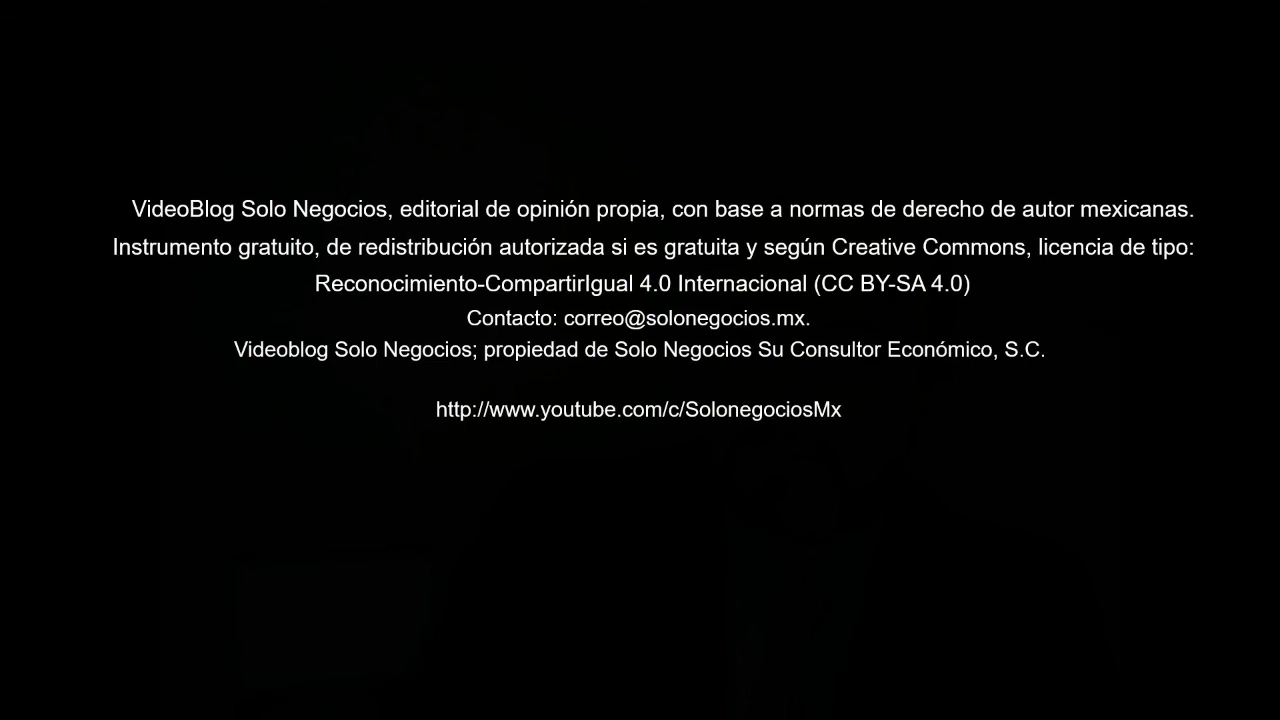 VideoBlog Solo Negocios, editorial de opinión propia, con base a normas de derecho de autor mexicanas.
Instrumento gratuito, de redistribución autorizada si es gratuita y según Creative Commons, licencia de tipo:
Reconocimiento-CompartirIgual 4.0 Internacional (CC BY-SA 4.0)
Contacto: correo@solonegocios.mx.
Videoblog Solo Negocios; propiedad de Solo Negocios Su Consultor Económico, S.C.
http://www.youtube.com/c/SolonegociosMx